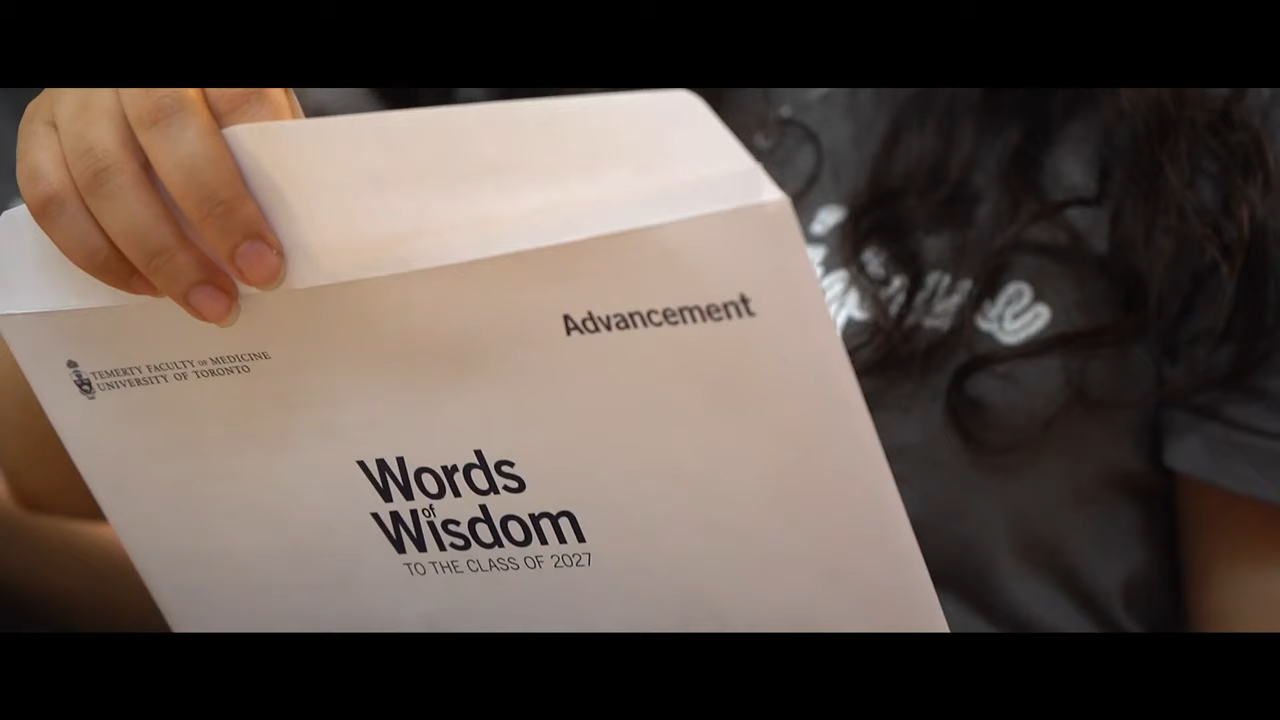 Advancement
TEMERTY FACULTY OF MEDICINE
UNIVERSITY OF TORONTO
Words
of
Wisdom
TO THE CLASS OF 2027